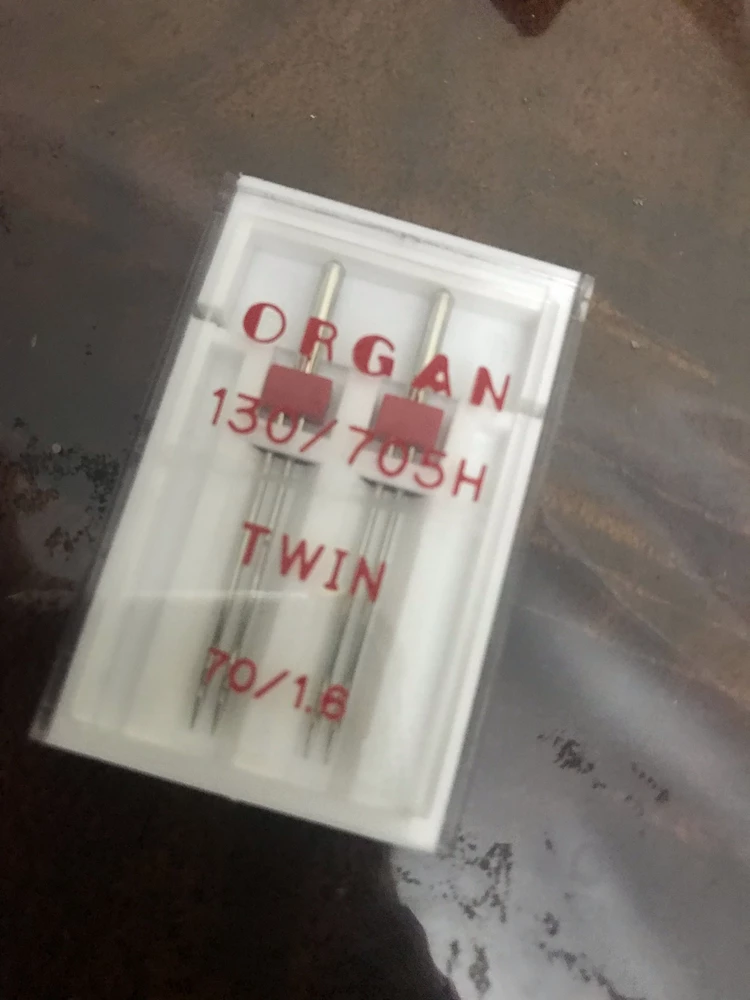 ORGAN
130/705H
TWIN
70/1.6